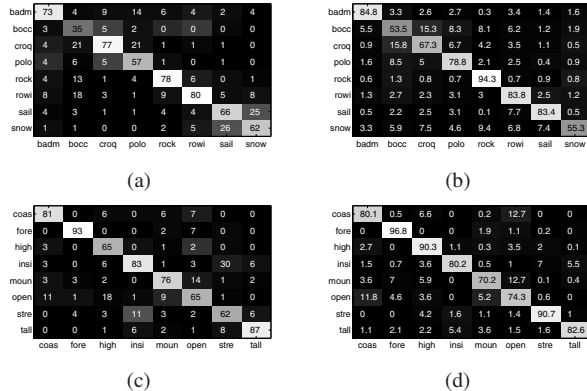 badm 73 4 9 14 6 4 2 4
bocc 3 35 5 2 0 0 0 0
croq 4 21 77 21 1 1 1 0
polo 4 6 5 57 1 0 1 0
rock 4 13 1 4 78 6 0 1
rowi 8 18 3 1 9 80 5 8
sail 4 3 1 1 4 4 66 25
snow 1 1 0 0 2 5 26 62
badm bocc croq polo rock rowi sail snow
(a)
badm 84.8 3.3 2.6 2.7 0.3 3.4 1.4 1.6
bocc 5.5 53.5 15.3 8.3 8.1 6.2 1.2 1.9
croq 0.9 15.8 67.3 6.7 4.2 3.5 1.1 0.5
polo 1.6 8.5 5 78.8 2.1 3.1 0.5 0.4
rock 0.6 1.3 0.8 0.7 94.3 0.7 0.9 0.8
rowi 1.3 2.7 2.3 3.1 3.3 83.8 2.5 1.2
sail 0.5 2.2 2.5 3.1 0.1 7.7 83.4 0.5
snow 3.3 5.9 7.5 4.6 9.4 6.8 7.4 55.3
badm bocc croq polo rock rowi sail snow
(b)
coas 81 0 6 0 6 7 0 0
fore 0 93 0 0 2 7 0 0
high 3 0 65 0 1 2 0 0
insi 3 0 6 83 1 3 30 6
moun 3 3 2 0 76 14 1 2
open 11 1 18 1 9 65 1 0
stre 0 3 4 11 3 2 62 6
tall 0 0 1 6 2 1 8 87
coas fore high insi moun open stre tall
(c)
coas 80.1 0.5 6.6 0 0.2 12.7 0 0
fore 0 96.8 0 0 1.9 1.1 0.2 0
high 2.7 0 90.3 1.1 0.3 3.5 2 0.1
insi 1.5 0.7 3.6 80.2 0.5 1 7 5.5
moun 3.6 7 5.9 0 70.2 12.7 0.1 0.4
open 11.8 4.6 3.6 0 5.2 74.3 0.6 0
stre 0 0 4.2 1.6 1.1 1.4 90.7 1
tall 1.1 2.1 2.2 5.4 3.6 1.5 1.6 82.6
coas fore high insi moun open stre tall
(d)